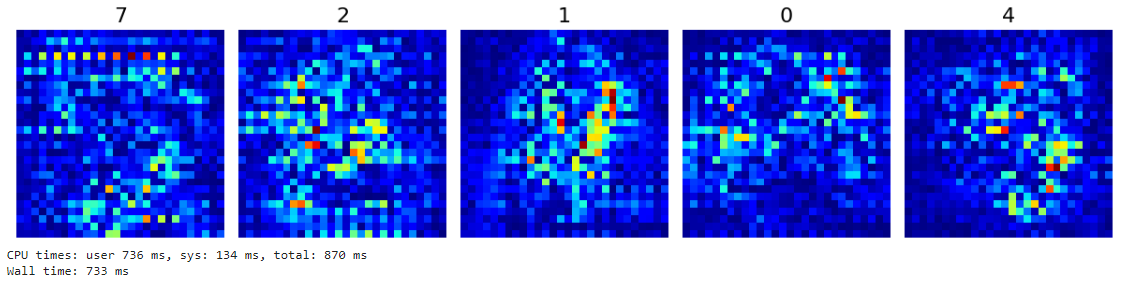 7 2 1 0 4
CPU times: user 736 ms, sys: 134 ms, total: 870 ms
Wall time: 733 ms